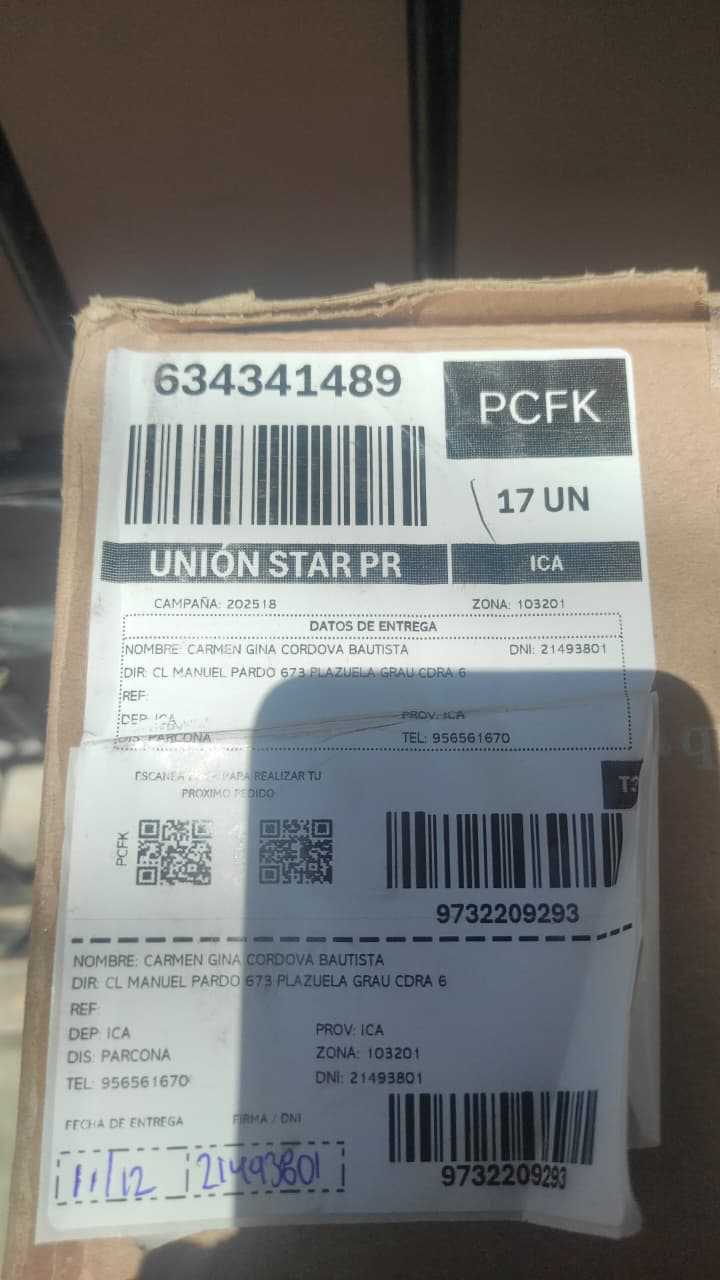 634341489
PCFK
17 UN
UNIÓN STAR PR
ICA
CAMPAÑA: 202518 ZONA: 103201
DATOS DE ENTREGA
NOMBRE: CARMEN GINA CORDOVA BAUTISTA DNI: 21493801
DIR: CL MANUEL PARDO 673 PLAZUELA GRAU CDRA 6
REF:
DEP: ICA PROV: ICA
DIS: PARCONA TEL: 956561670
ESCANEA PARA REALIZAR TU
PROXIMO PEDIDO
PCFK
9732209293
NOMBRE: CARMEN GINA CORDOVA BAUTISTA
DIR: CL MANUEL PARDO 673 PLAZUELA GRAU CDRA 6
REF:
DEP: ICA PROV: ICA
DIS: PARCONA ZONA: 103201
TEL: 956561670 DNI: 21493801
FECHA DE ENTREGA FIRMA / DNI
11/12 21493801
9732209293